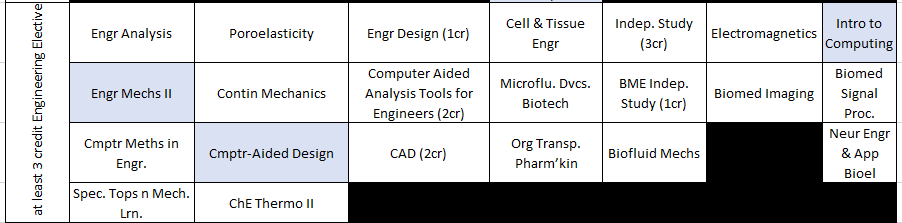 at least 3 credit Engineering Elective
Engr Analysis
Poroelasticity
Engr Design (1cr)
Cell & Tissue
Engr
Indep. Study
(3cr)
Electromagnetics
Intro to
Computing
Engr Mechs II
Contin Mechanics
Computer Aided
Analysis Tools for
Engineers (2cr)
Microflu. Dvcs.
Biotech
BME Indep.
Study (1cr)
Biomed Imaging
Biomed
Signal
Proc.
Cmptr Meths in
Engr.
Cmptr-Aided Design
CAD (2cr)
Org Transp.
Pharm’kin
Biofluid Mechs
Neur Engr
& App
Bioel
Spec. Tops n Mech.
Lrn.
ChE Thermo II